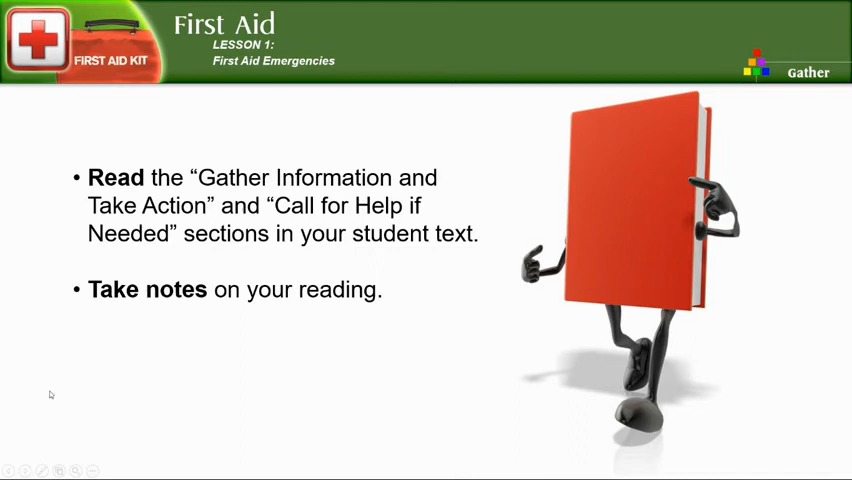 First Aid
LESSON 1:
First Aid Emergencies
FIRST AID KIT
Gather
• Read the “Gather Information and
Take Action” and “Call for Help if
Needed” sections in your student text.
• Take notes on your reading.